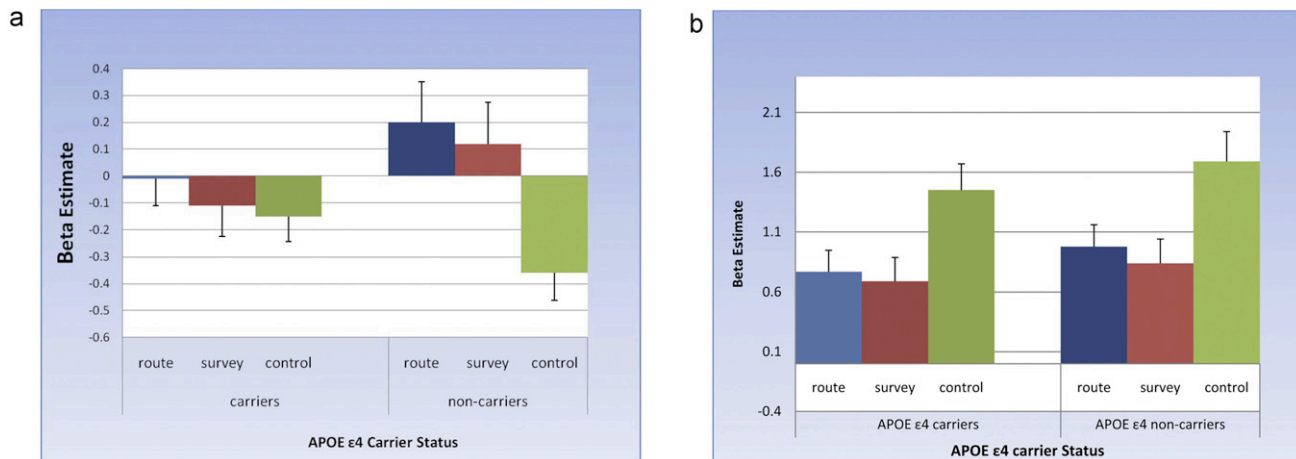 a
0.4
0.3
0.2
0.1
0
-0.1
-0.2
-0.3
-0.4
-0.5
-0.6
Beta Estimate
route survey control route survey control
carriers non-carriers
APOE ε4 Carrier Status
b
2.1
1.6
1.1
0.6
0.1
-0.4
Beta Estimate
route survey control route survey control
APOE ε4 carriers APOE ε4 non-carriers
APOE ε4 carrier Status